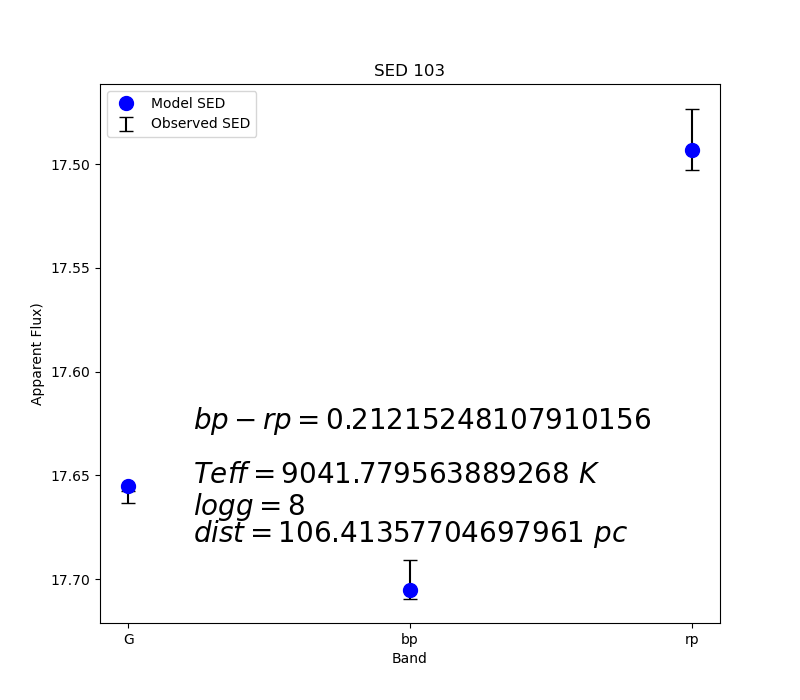 SED 103
Model SED
Observed SED
17.50
17.55
17.60
17.65
17.70
Apparent Flux)
bp − rp = 0.21215248107910156
Teff = 9041.779563889268 K
logg = 8
dist = 106.41357704697961 pc
G
bp
rp
Band